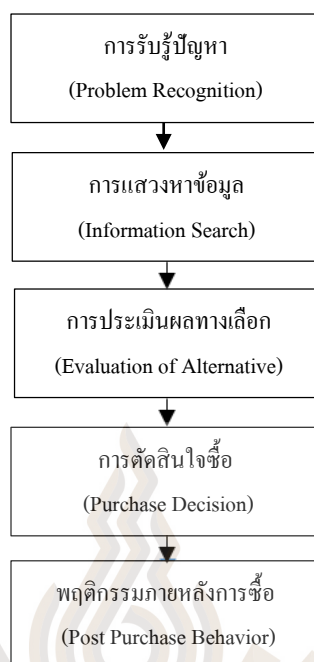 การรับรู้ปัญหา
(Problem Recognition)
การแสวงหาข้อมูล
(Information Search)
การประเมินผลทางเลือก
(Evaluation of Alternative)
การตัดสินใจซื้อ
(Purchase Decision)
พฤติกรรมภายหลังการซื้อ
(Post Purchase Behavior)